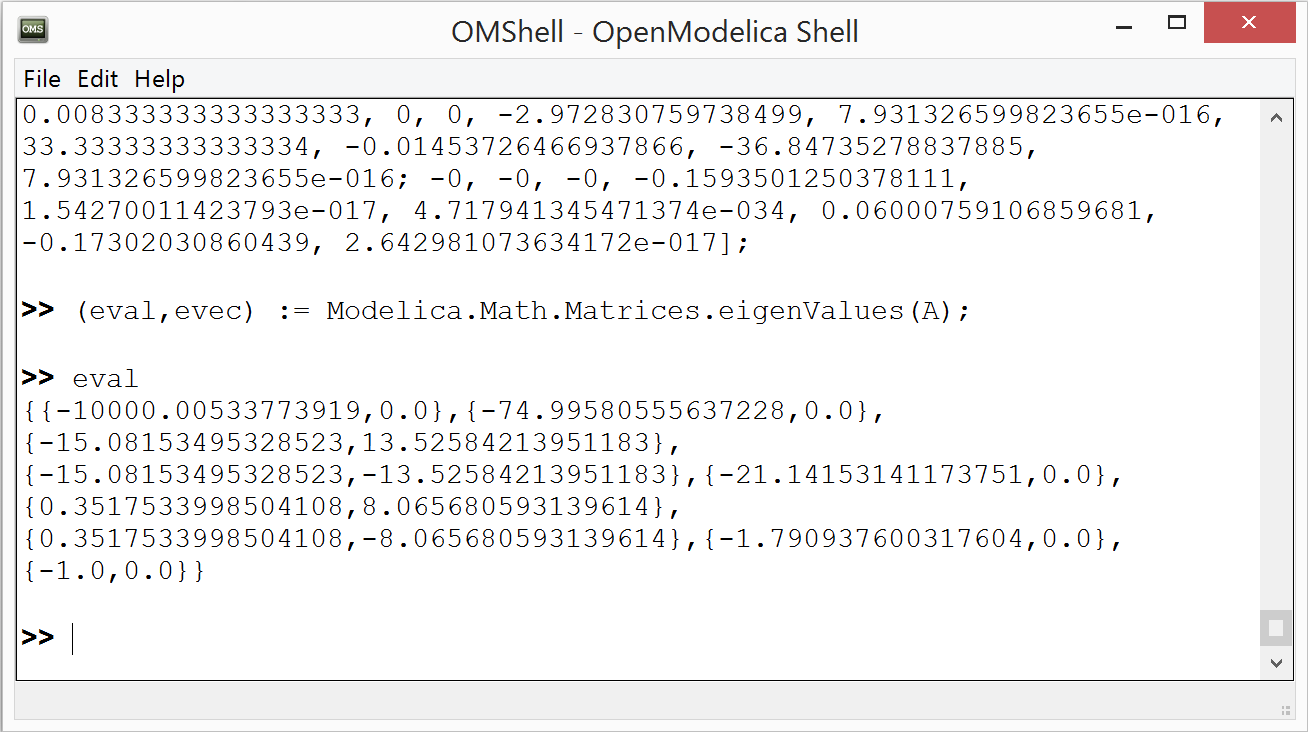 OMS
OMShell - OpenModelica Shell
File Edit Help
0.008333333333333333, 0, 0, -2.972830759738499, 7.931326599823655e-016,
33.33333333333334, -0.01453726466937866, -36.84735278837885,
7.931326599823655e-016; -0, -0, -0, -0.1593501250378111,
1.54270011423793e-017, 4.717941345471374e-034, 0.06000759106859681,
-0.17302030860439, 2.642981073634172e-017];
>> (eval,evec) := Modelica.Math.Matrices.eigenValues(A);
>> eval
{{-10000.00533773919,0.0},{-74.99580555637228,0.0},
{-15.08153495328523,13.52584213951183},
{-15.08153495328523,-13.52584213951183},{-21.14153141173751,0.0},
{0.3517533998504108,8.065680593139614},
{0.3517533998504108,-8.065680593139614},{-1.790937600317604,0.0},
{-1.0,0.0}}
>>